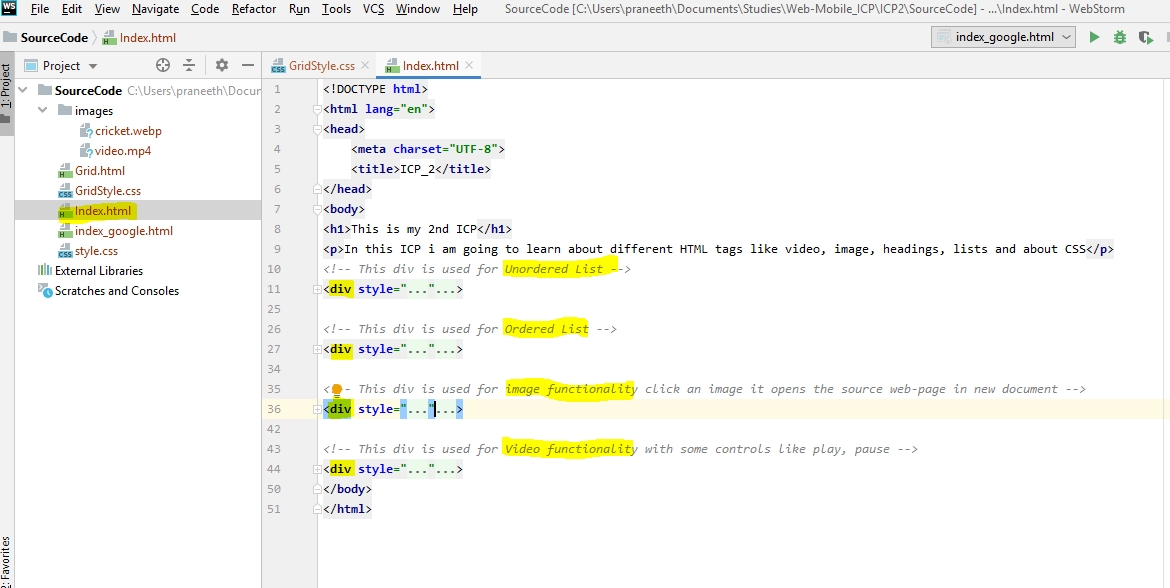 WS File Edit View Navigate Code Refactor Run Tools VCS Window Help SourceCode [C:\Users\praneeth\Documents\Studies\Web-Mobile_ICP\ICP2\SourceCode] - ...\Index.html - WebStorm
SourceCode Index.html index_google.html
1: Project
Project
SourceCode C:\Users\praneeth\Docum
images
cricket.webp
video.mp4
Grid.html
GridStyle.css
Index.html
index_google.html
style.css
External Libraries
Scratches and Consoles
2: Favorites
GridStyle.css Index.html
1 <!DOCTYPE html>
2 <html lang="en">
3 <head>
4 <meta charset="UTF-8">
5 <title>ICP_2</title>
6 </head>
7 <body>
8 <h1>This is my 2nd ICP</h1>
9 <p>In this ICP i am going to learn about different HTML tags like video, image, headings, lists and about CSS</p>
10 <!-- This div is used for Unordered List -->
11 <div style="..."...>
25
26 <!-- This div is used for Ordered List -->
27 <div style="..."...>
34
35 <!-- This div is used for image functionality click an image it opens the source web-page in new document -->
36 <div style="..."...>
42
43 <!-- This div is used for Video functionality with some controls like play, pause -->
44 <div style="..."...>
50 </body>
51 </html>